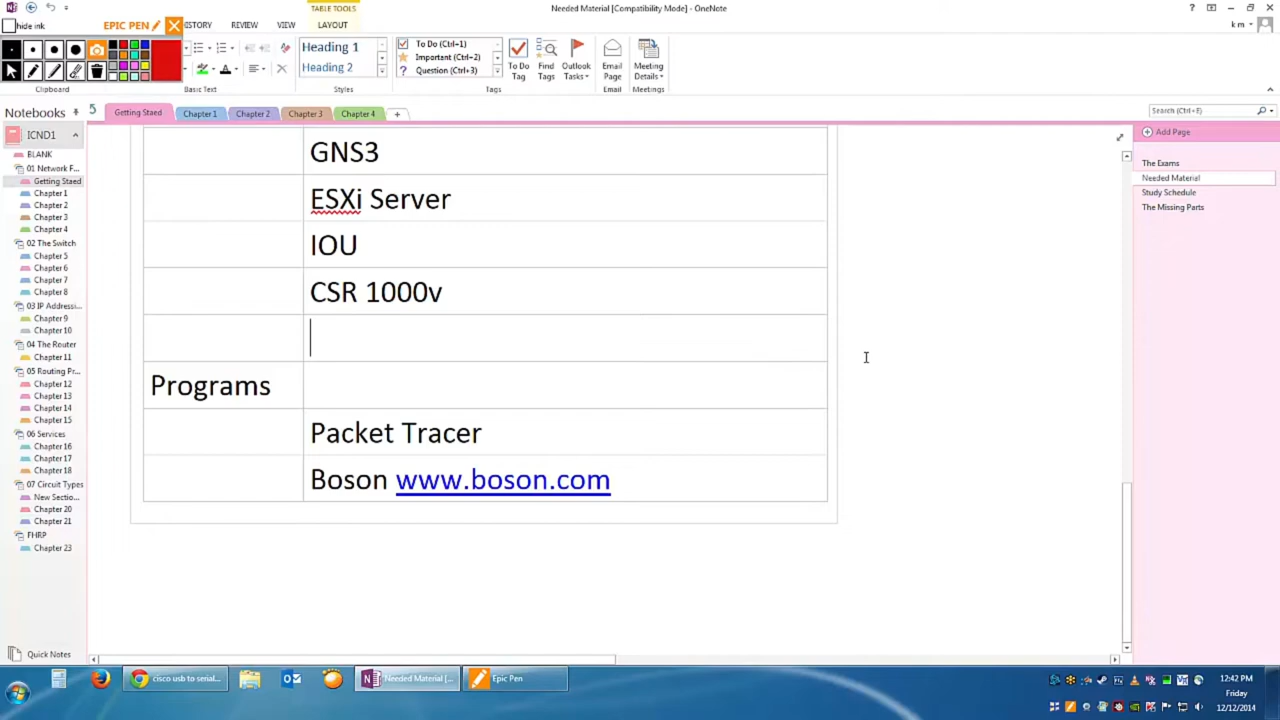 Needed Material [Compatibility Mode] - OneNote
TABLE TOOLS
hide ink
EPIC PEN
HISTORY
REVIEW
VIEW
LAYOUT
k m
Heading 1
Heading 2
To Do (Ctrl+1)
Important (Ctrl+2)
Question (Ctrl+3)
To Do
Tag
Find
Tags
Outlook
Tasks
Email
Page
Meeting
Details
Clipboard
Basic Text
Styles
Tags
Email
Meetings
Notebooks
Getting Staed
Chapter 1
Chapter 2
Chapter 3
Chapter 4
Search (Ctrl+E)
ICND1
BLANK
01 Network F...
Getting Staed
Chapter 1
Chapter 2
Chapter 3
Chapter 4
02 The Switch
Chapter 5
Chapter 6
Chapter 7
Chapter 8
03 IP Addressi...
Chapter 9
Chapter 10
04 The Router
Chapter 11
05 Routing Pr...
Chapter 12
Chapter 13
Chapter 14
Chapter 15
06 Services
Chapter 16
Chapter 17
Chapter 18
07 Circuit Types
New Section...
Chapter 20
Chapter 21
FHRP
Chapter 23
Quick Notes
GNS3
ESXi Server
IOU
CSR 1000v
Programs
Packet Tracer
Boson www.boson.com
Add Page
The Exams
Needed Material
Study Schedule
The Missing Parts
cisco usb to serial...
Needed Material [...
Epic Pen
12:42 PM
Friday
12/12/2014